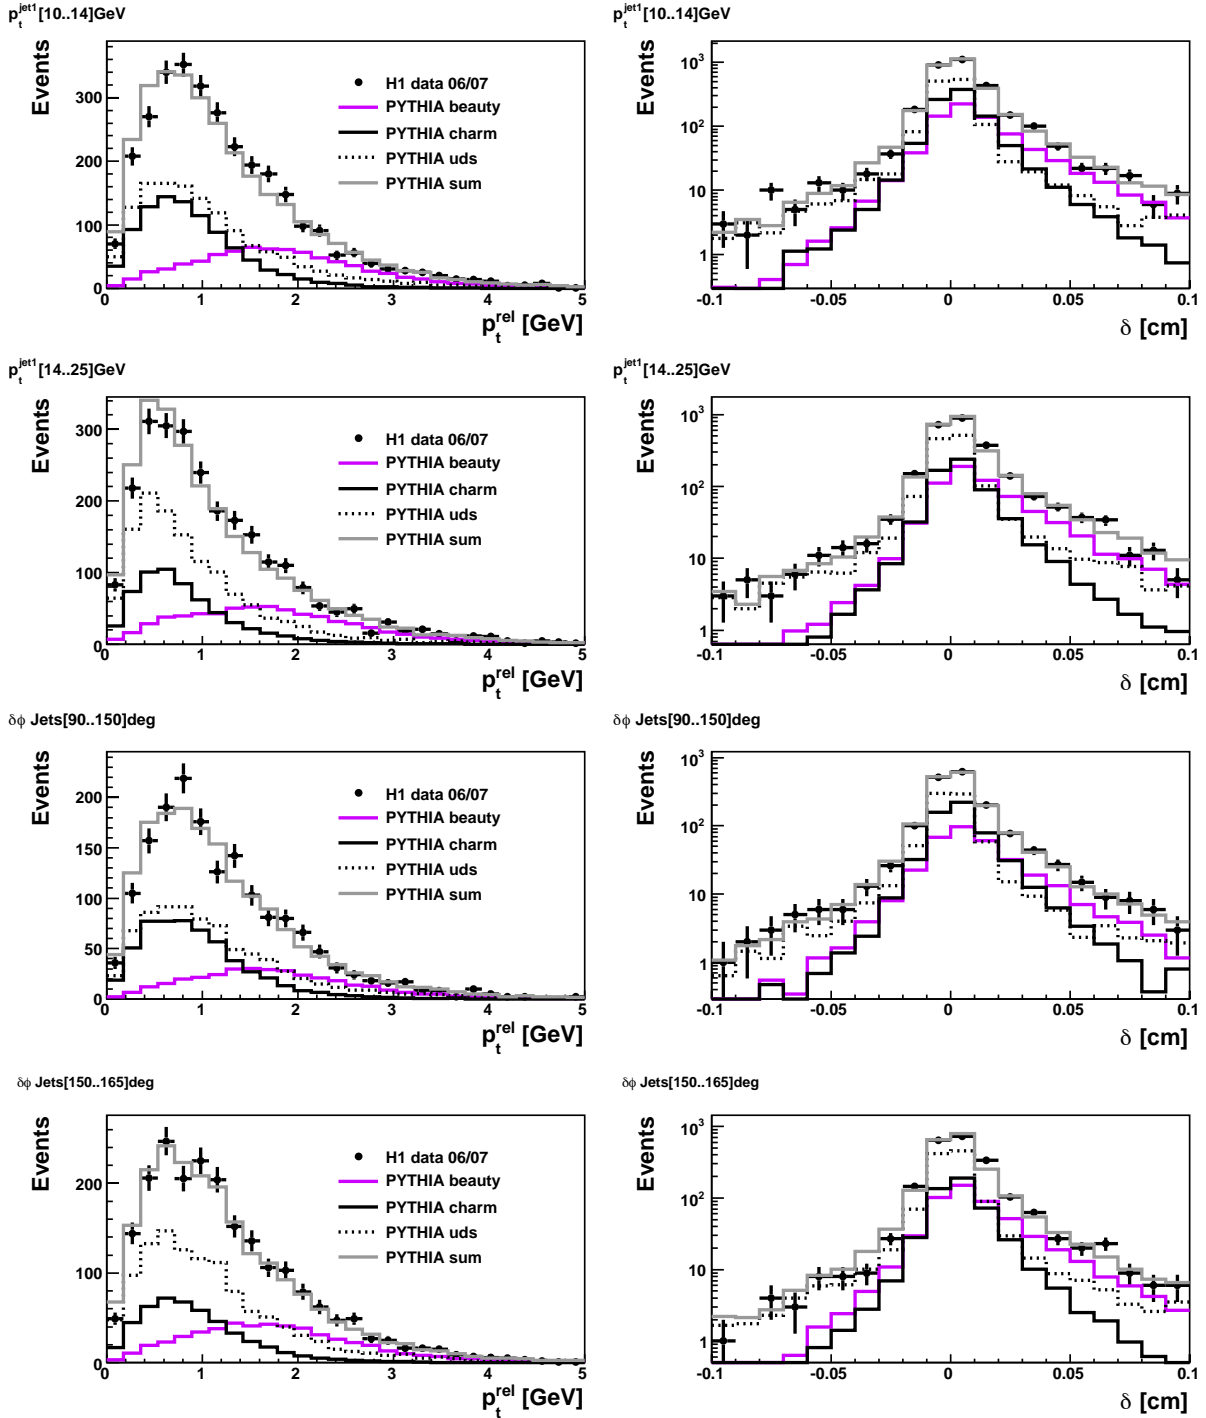 p_t^jet1[10..14]GeV
Events
300
200
100
0
0 1 2 3 4 5
p_t^rel [GeV]
H1 data 06/07
PYTHIA beauty
PYTHIA charm
PYTHIA uds
PYTHIA sum
p_t^jet1[10..14]GeV
Events
10^3
10^2
10
1
-0.1 -0.05 0 0.05 0.1
δ [cm]
p_t^jet1[14..25]GeV
Events
300
200
100
0
0 1 2 3 4 5
p_t^rel [GeV]
H1 data 06/07
PYTHIA beauty
PYTHIA charm
PYTHIA uds
PYTHIA sum
p_t^jet1[14..25]GeV
Events
10^3
10^2
10
1
-0.1 -0.05 0 0.05 0.1
δ [cm]
δϕ Jets[90..150]deg
Events
200
150
100
50
0
0 1 2 3 4 5
p_t^rel [GeV]
H1 data 06/07
PYTHIA beauty
PYTHIA charm
PYTHIA uds
PYTHIA sum
δϕ Jets[90..150]deg
Events
10^3
10^2
10
1
-0.1 -0.05 0 0.05 0.1
δ [cm]
δϕ Jets[150..165]deg
Events
200
100
0
0 1 2 3 4 5
p_t^rel [GeV]
H1 data 06/07
PYTHIA beauty
PYTHIA charm
PYTHIA uds
PYTHIA sum
δϕ Jets[150..165]deg
Events
10^3
10^2
10
1
-0.1 -0.05 0 0.05 0.1
δ [cm]